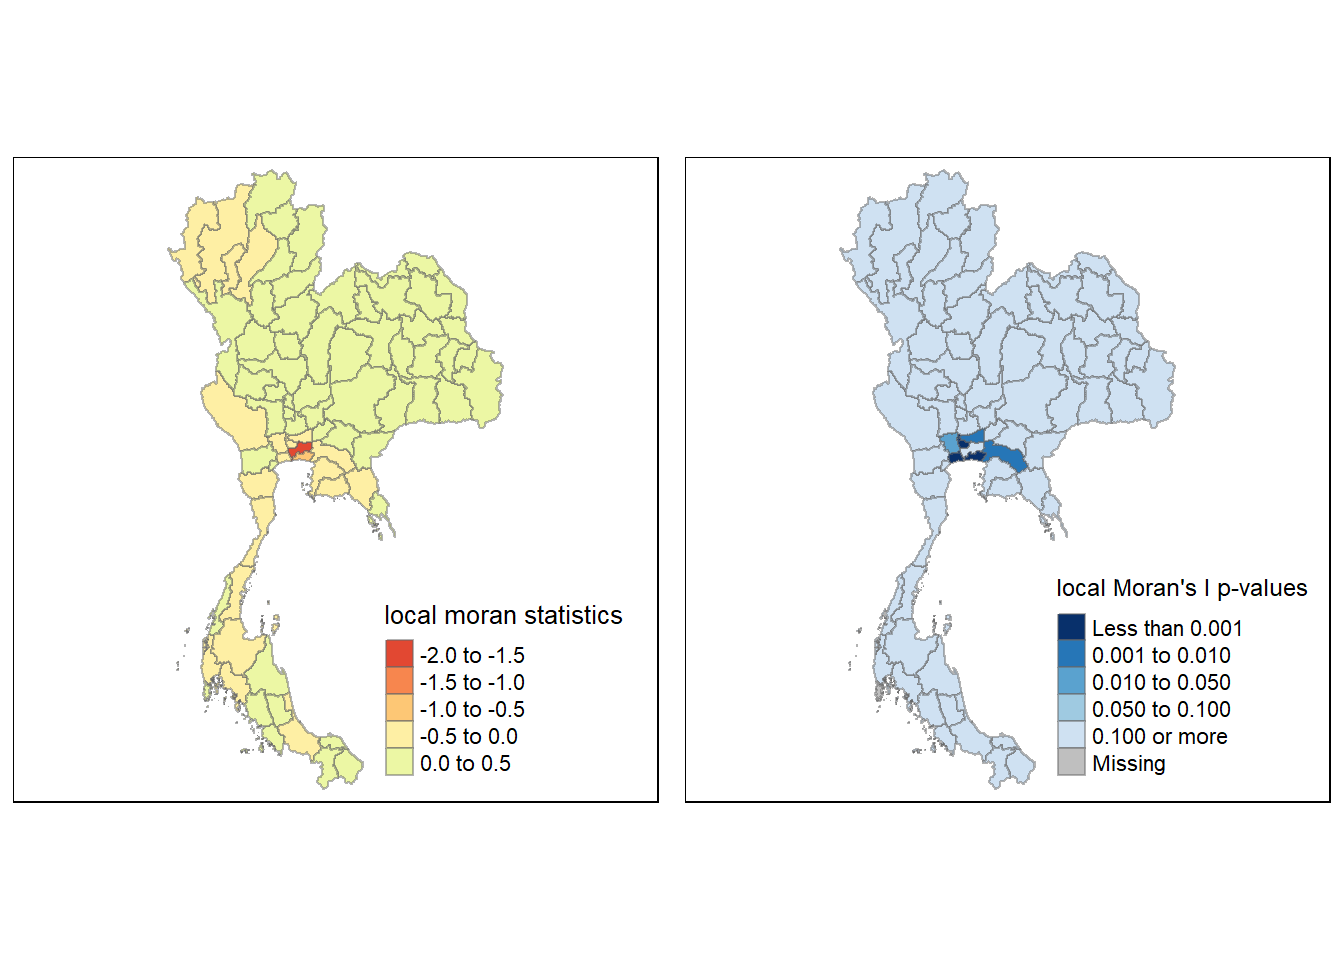 local moran statistics
-2.0 to -1.5
-1.5 to -1.0
-1.0 to -0.5
-0.5 to 0.0
0.0 to 0.5
local Moran's I p-values
Less than 0.001
0.001 to 0.010
0.010 to 0.050
0.050 to 0.100
0.100 or more
Missing